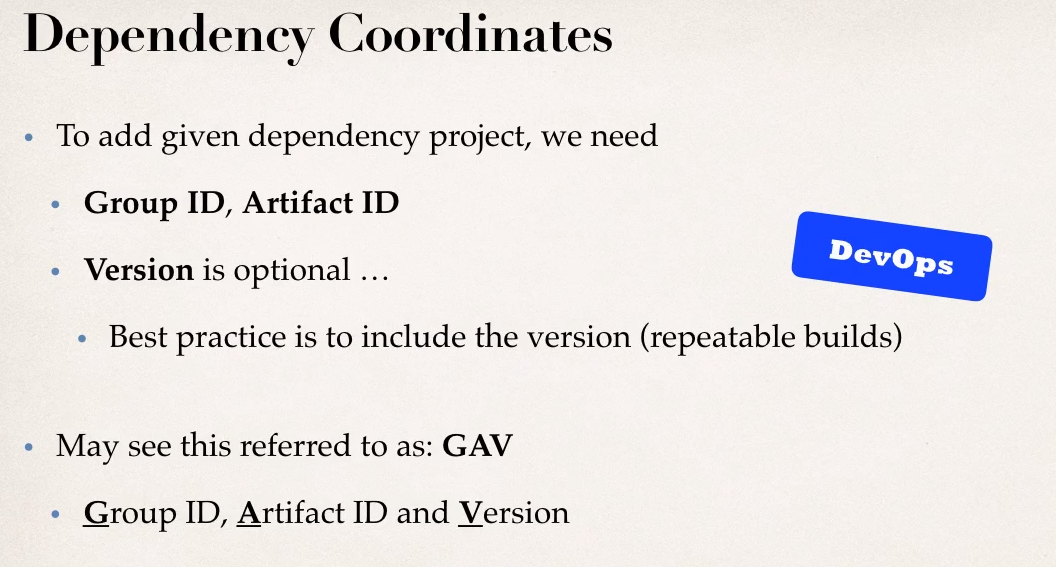 Dependency Coordinates
• To add given dependency project, we need
• Group ID, Artifact ID
• Version is optional …
DevOps
• Best practice is to include the version (repeatable builds)
• May see this referred to as: GAV
• Group ID, Artifact ID and Version